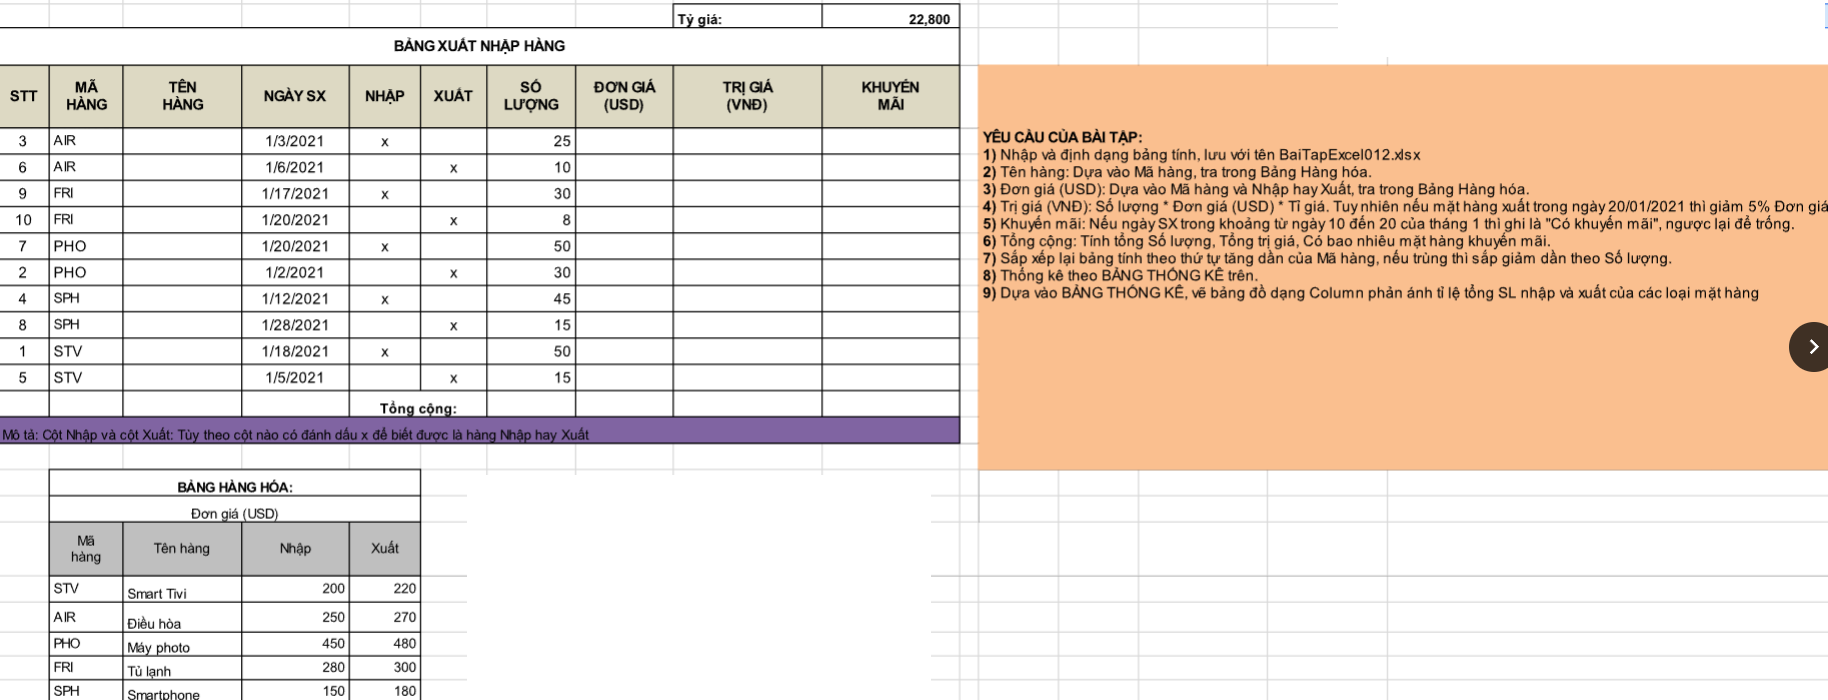 Tỷ giá: 22,800
BẢNG XUẤT NHẬP HÀNG
STT MÃ HÀNG TÊN HÀNG NGÀY SX NHẬP XUẤT SỐ LƯỢNG ĐƠN GIÁ (USD) TRỊ GIÁ (VNĐ) KHUYẾN MÃI
3 AIR 1/3/2021 x 25
6 AIR 1/6/2021 x 10
9 FRI 1/17/2021 x 30
10 FRI 1/20/2021 x 8
7 PHO 1/20/2021 x 50
2 PHO 1/2/2021 x 30
4 SPH 1/12/2021 x 45
8 SPH 1/28/2021 x 15
1 STV 1/18/2021 x 50
5 STV 1/5/2021 x 15
Tổng cộng:
Mô tả: Cột Nhập và cột Xuất: Tùy theo cột nào có đánh dấu x để biết được là hàng Nhập hay Xuất
YÊU CẦU CỦA BÀI TẬP:
1) Nhập và định dạng bảng tính, lưu với tên BaiTapExcel012.xlsx
2) Tên hàng: Dựa vào Mã hàng, tra trong Bảng Hàng hóa.
3) Đơn giá (USD): Dựa vào Mã hàng và Nhập hay Xuất, tra trong Bảng Hàng hóa.
4) Trị giá (VNĐ): Số lượng * Đơn giá (USD) * Tỉ giá. Tuy nhiên nếu mặt hàng xuất trong ngày 20/01/2021 thì giảm 5% Đơn giá
5) Khuyến mãi: Nếu ngày SX trong khoảng từ ngày 10 đến 20 của tháng 1 thì ghi là "Có khuyến mãi", ngược lại để trống.
6) Tổng cộng: Tính tổng Số lượng, Tổng trị giá, Có bao nhiêu mặt hàng khuyến mãi.
7) Sắp xếp lại bảng tính theo thứ tự tăng dần của Mã hàng, nếu trùng thì sắp giảm dần theo Số lượng.
8) Thống kê theo BẢNG THỐNG KÊ trên.
9) Dựa vào BẢNG THỐNG KÊ, vẽ bảng đồ dạng Column phản ánh tỉ lệ tổng SL nhập và xuất của các loại mặt hàng
BẢNG HÀNG HÓA:
Đơn giá (USD)
Mã hàng Tên hàng Nhập Xuất
STV Smart Tivi 200 220
AIR Điều hòa 250 270
PHO Máy photo 450 480
FRI Tủ lạnh 280 300
SPH Smartphone 150 180